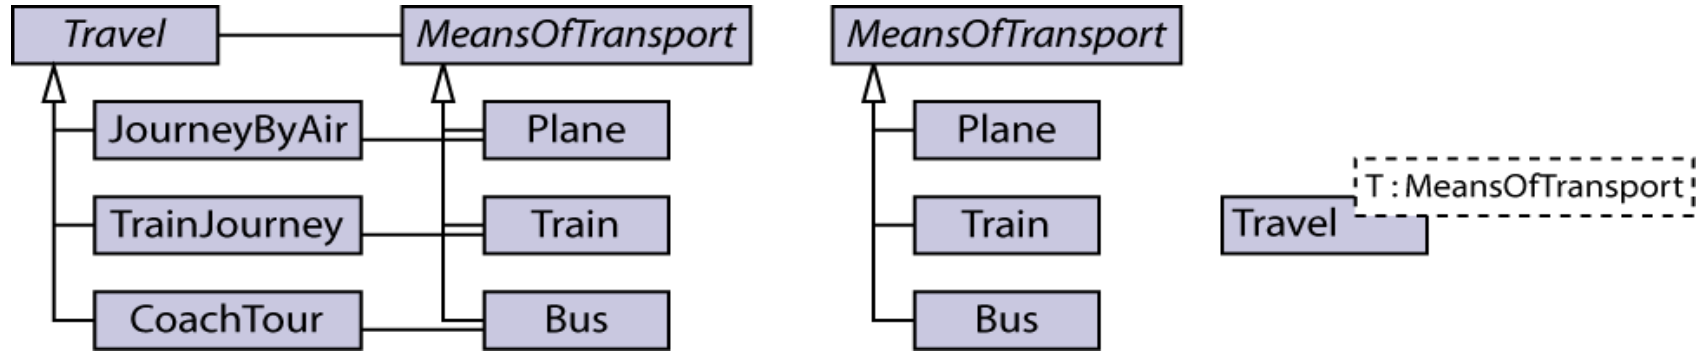 Travel
MeansOfTransport
JourneyByAir
Plane
TrainJourney
Train
CoachTour
Bus
MeansOfTransport
Plane
Train
Bus
T : MeansOfTransport
Travel